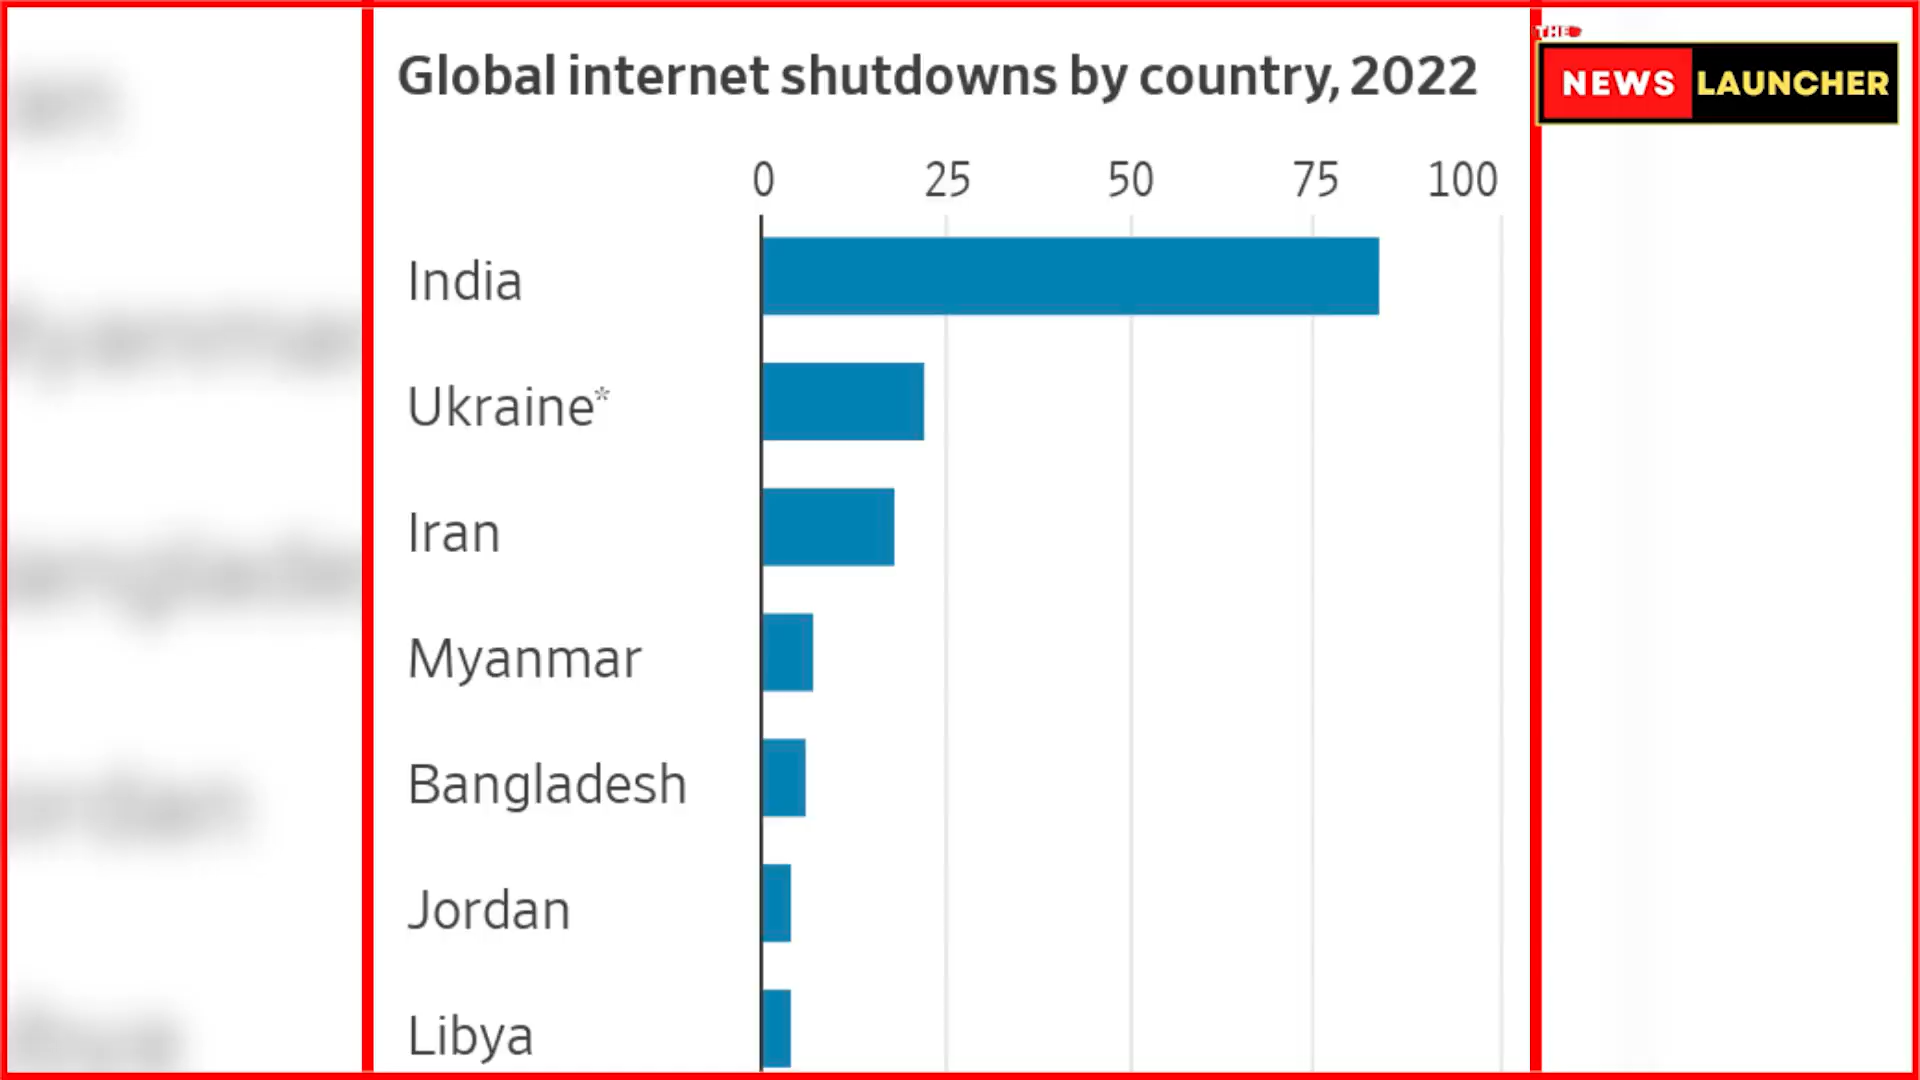 Global internet shutdowns by country, 2022
THE
NEWS LAUNCHER
0 25 50 75 100
India
Ukraine*
Iran
Myanmar
Bangladesh
Jordan
Libya